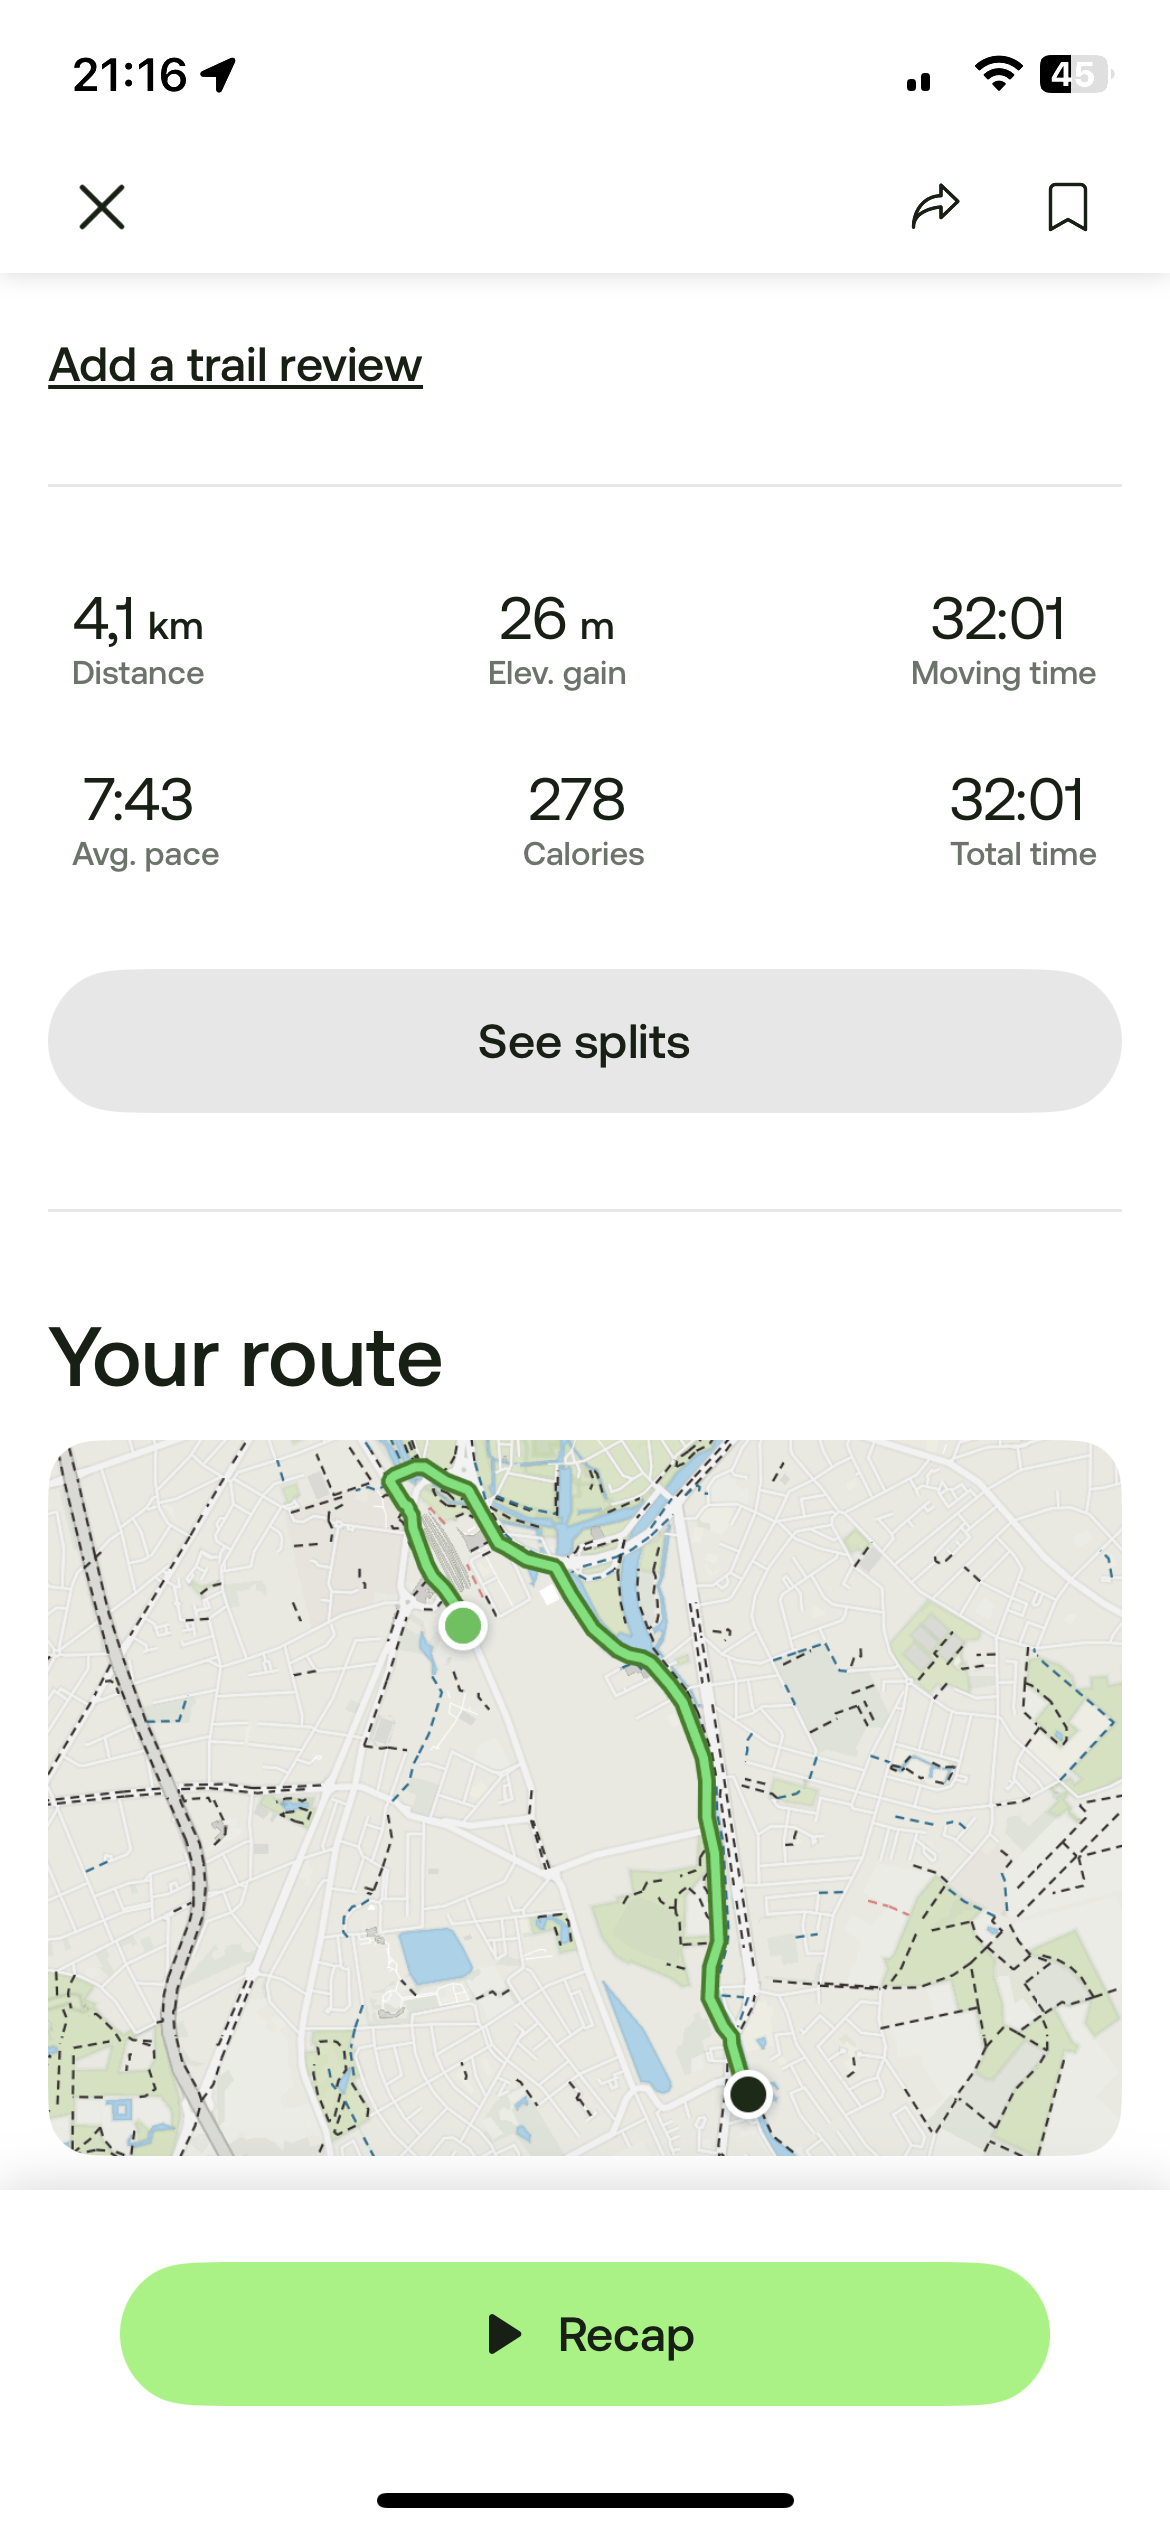 21:16
45
Add a trail review
4,1 km
26 m
32:01
Distance
Elev. gain
Moving time
7:43
278
32:01
Avg. pace
Calories
Total time
See splits
Your route
Recap